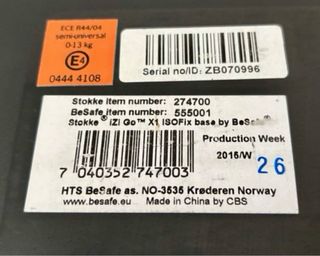 ECE R44/04
semi-universal
0-13 kg
E4
0444 4108
Serial no/ID: ZB070996
Stokke item number: 274700
BeSafe item number: 555001
Stokke® iZi Go™ X1 ISOFix base by BeSafe®
Production Week
2015/W 26
7 040352 747003
HTS BeSafe as. NO-3535 Krøderen Norway
www.besafe.eu Made in China by CBS